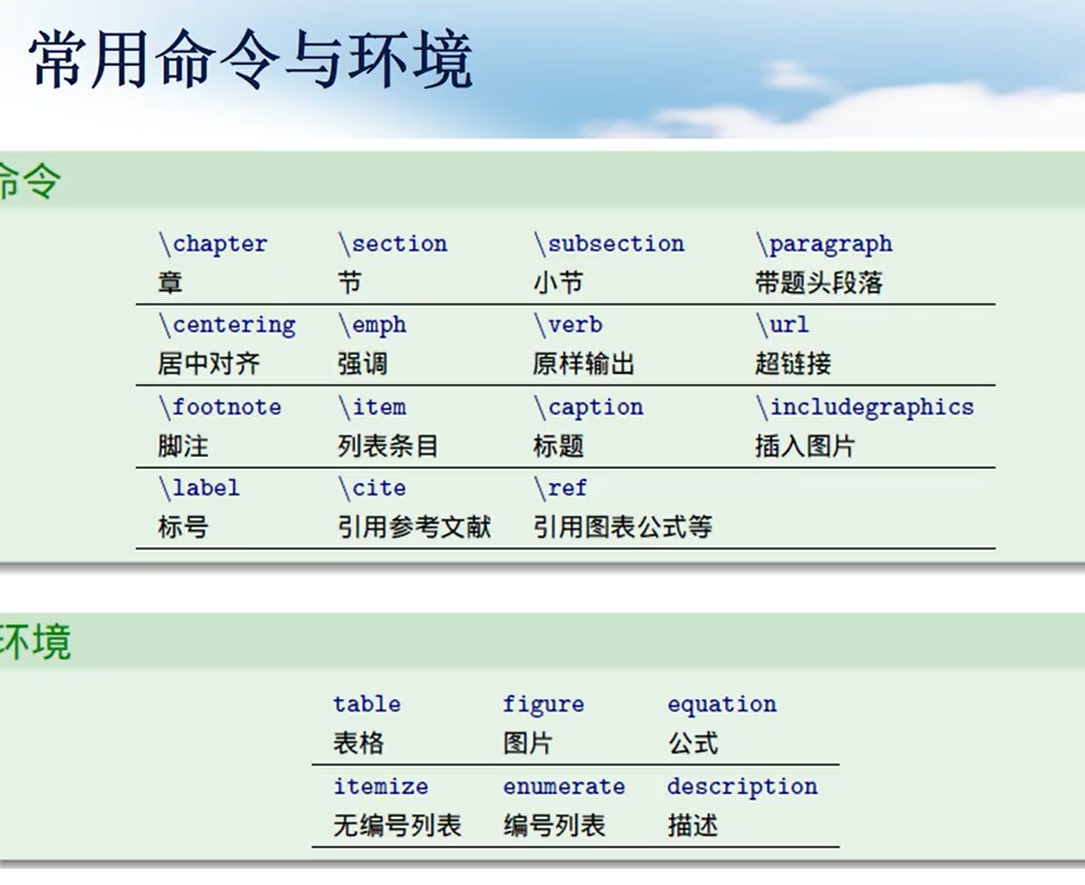 常用命令与环境
命令
\chapter \section \subsection \paragraph
章 节 小节 带题头段落
\centering \emph \verb \url
居中对齐 强调 原样输出 超链接
\footnote \item \caption \includegraphics
脚注 列表条目 标题 插入图片
\label \cite \ref
标号 引用参考文献 引用图表公式等
环境
table figure equation
表格 图片 公式
itemize enumerate description
无编号列表 编号列表 描述